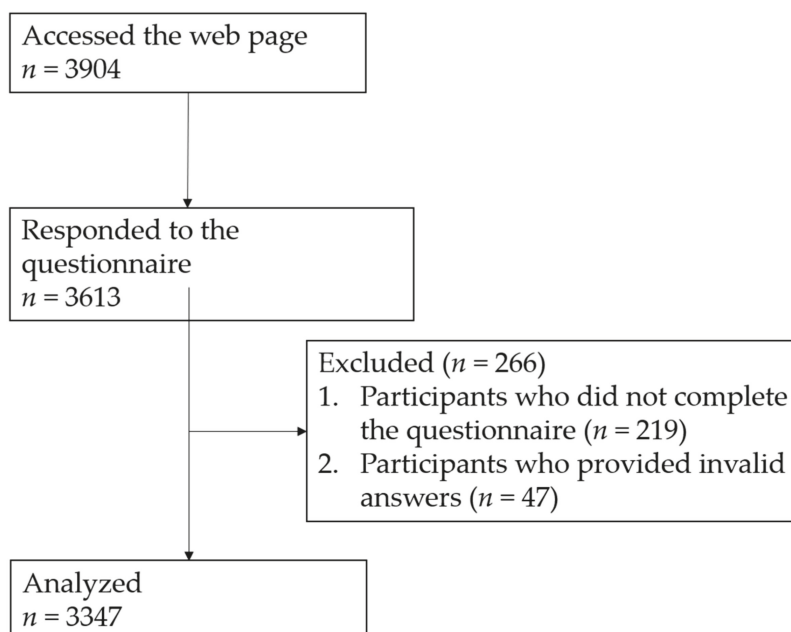 Accessed the web page
n = 3904
Responded to the
questionnaire
n = 3613
Excluded (n = 266)
1. Participants who did not complete
the questionnaire (n = 219)
2. Participants who provided invalid
answers (n = 47)
Analyzed
n = 3347